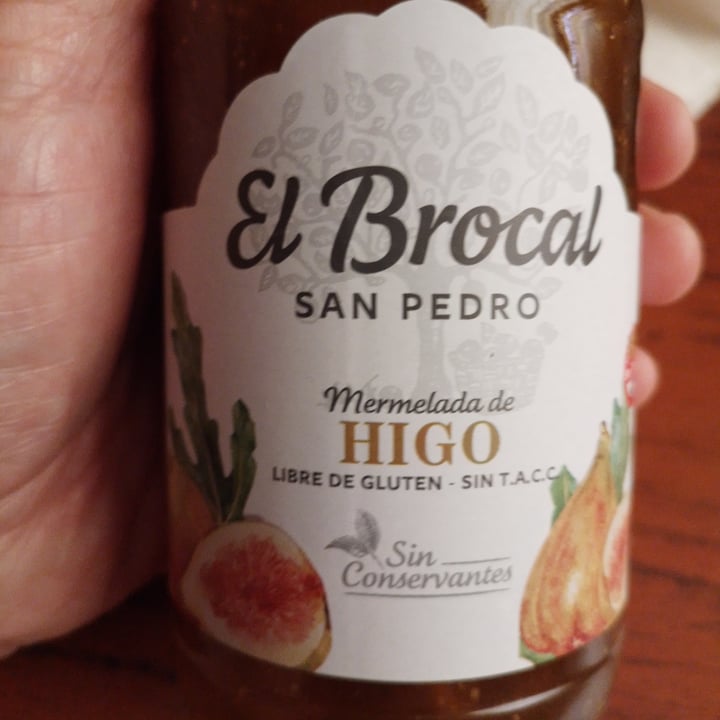 El Brocal
SAN PEDRO
Mermelada de
HIGO
LIBRE DE GLUTEN - SIN T.A.C.C.
Sin
Conservantes